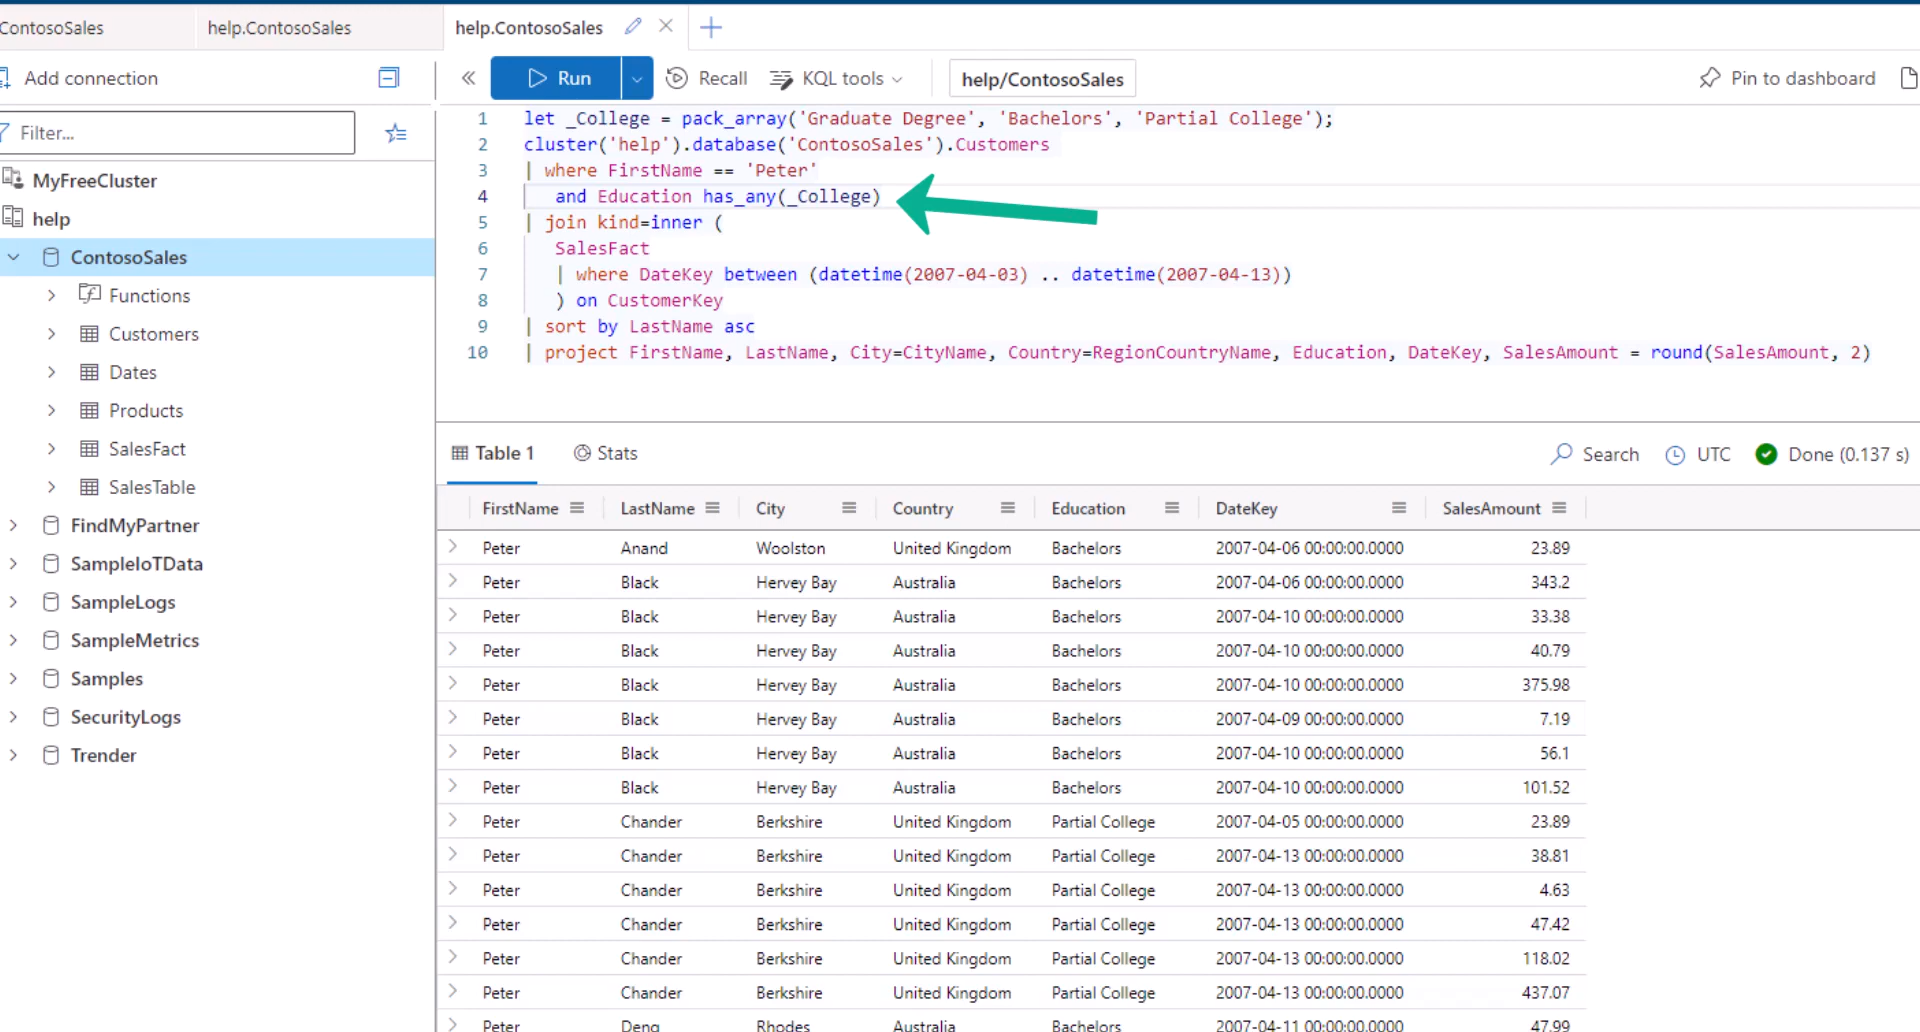 ContosoSales
help.ContosoSales
help.ContosoSales
Add connection
Run
Recall
KQL tools
help/ContosoSales
Pin to dashboard
Filter...
MyFreeCluster
help
ContosoSales
Functions
Customers
Dates
Products
SalesFact
SalesTable
FindMyPartner
SampleIoTData
SampleLogs
SampleMetrics
Samples
SecurityLogs
Trender
1 let _College = pack_array('Graduate Degree', 'Bachelors', 'Partial College');
2 cluster('help').database('ContosoSales').Customers
3 | where FirstName == 'Peter'
4 and Education has_any(_College)
5 | join kind=inner (
6 SalesFact
7 | where DateKey between (datetime(2007-04-03) .. datetime(2007-04-13))
8 ) on CustomerKey
9 | sort by LastName asc
10 | project FirstName, LastName, City=CityName, Country=RegionCountryName, Education, DateKey, SalesAmount = round(SalesAmount, 2)
Table 1 Stats Search UTC Done (0.137 s)
FirstName LastName City Country Education DateKey SalesAmount
Peter Anand Woolston United Kingdom Bachelors 2007-04-06 00:00:00.0000 23.89
Peter Black Hervey Bay Australia Bachelors 2007-04-06 00:00:00.0000 343.2
Peter Black Hervey Bay Australia Bachelors 2007-04-10 00:00:00.0000 33.38
Peter Black Hervey Bay Australia Bachelors 2007-04-10 00:00:00.0000 40.79
Peter Black Hervey Bay Australia Bachelors 2007-04-10 00:00:00.0000 375.98
Peter Black Hervey Bay Australia Bachelors 2007-04-09 00:00:00.0000 7.19
Peter Black Hervey Bay Australia Bachelors 2007-04-10 00:00:00.0000 56.1
Peter Black Hervey Bay Australia Bachelors 2007-04-10 00:00:00.0000 101.52
Peter Chander Berkshire United Kingdom Partial College 2007-04-05 00:00:00.0000 23.89
Peter Chander Berkshire United Kingdom Partial College 2007-04-13 00:00:00.0000 38.81
Peter Chander Berkshire United Kingdom Partial College 2007-04-13 00:00:00.0000 4.63
Peter Chander Berkshire United Kingdom Partial College 2007-04-13 00:00:00.0000 47.42
Peter Chander Berkshire United Kingdom Partial College 2007-04-13 00:00:00.0000 118.02
Peter Chander Berkshire United Kingdom Partial College 2007-04-13 00:00:00.0000 437.07
Peter Deng Rhodes Australia Bachelors 2007-04-11 00:00:00.0000 47.99